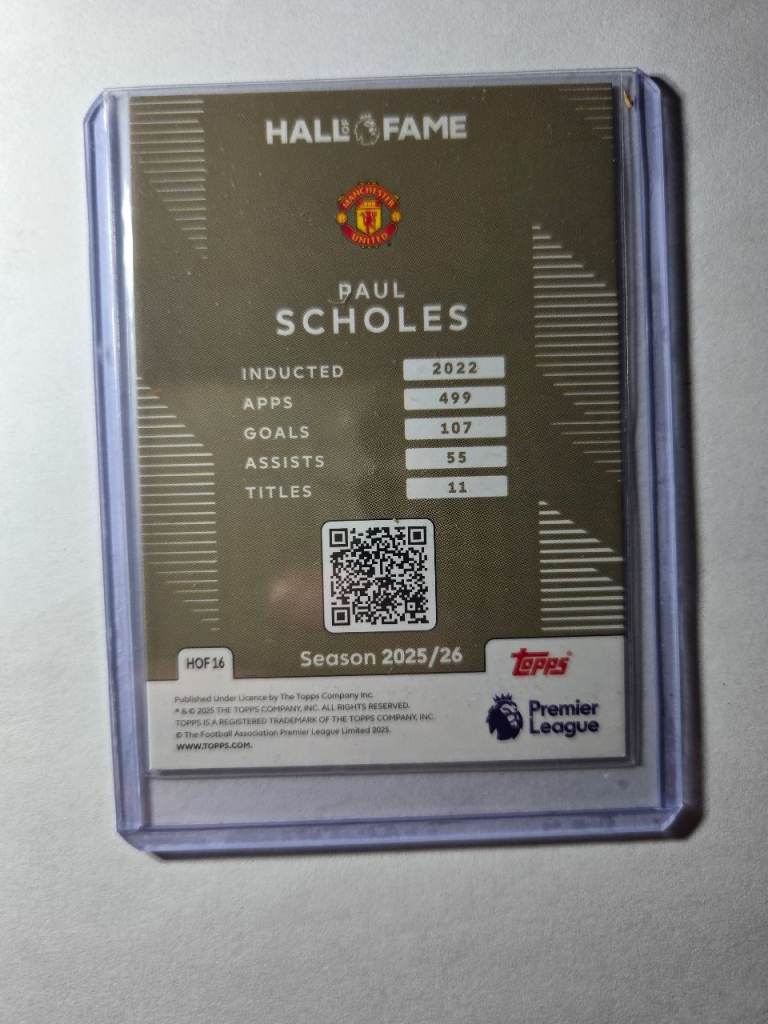 HALL OF FAME
MANCHESTER
UNITED
PAUL
SCHOLES
INDUCTED 2022
APPS 499
GOALS 107
ASSISTS 55
TITLES 11
HOF 16
Season 2025/26
Topps
Published Under Licence by The Topps Company Inc.
® & © 2025 THE TOPPS COMPANY, INC. ALL RIGHTS RESERVED.
TOPPS IS A REGISTERED TRADEMARK OF THE TOPPS COMPANY, INC.
© The Football Association Premier League Limited 2025.
WWW.TOPPS.COM.
Premier
League